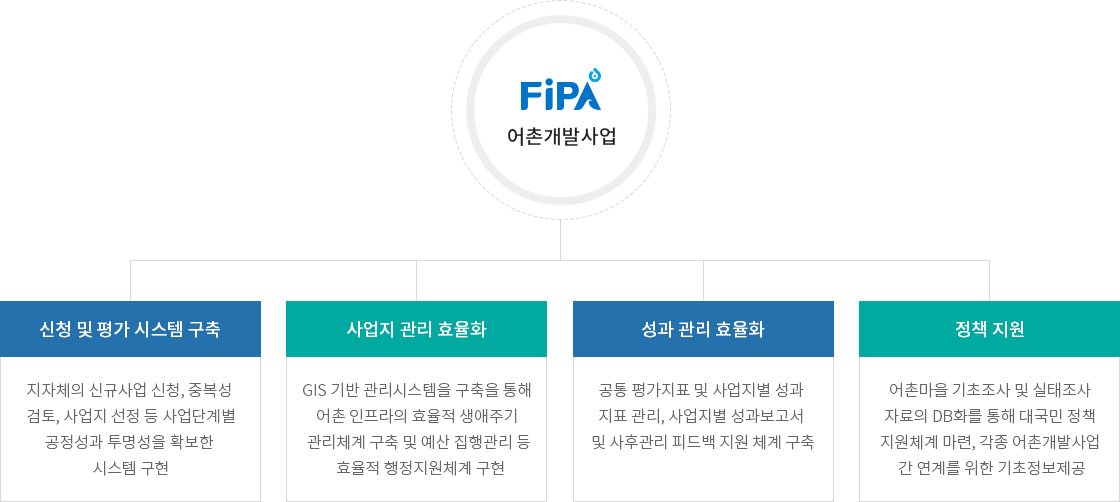 FiPA
어촌개발사업
신청 및 평가 시스템 구축
지자체의 신규사업 신청, 중복성
검토, 사업지 선정 등 사업단계별
공정성과 투명성을 확보한
시스템 구현
사업지 관리 효율화
GIS 기반 관리시스템을 구축을 통해
어촌 인프라의 효율적 생애주기
관리체계 구축 및 예산 집행관리 등
효율적 행정지원체계 구현
성과 관리 효율화
공통 평가지표 및 사업지별 성과
지표 관리, 사업지별 성과보고서
및 사후관리 피드백 지원 체계 구축
정책 지원
어촌마을 기초조사 및 실태조사
자료의 DB화를 통해 대국민 정책
지원체계 마련, 각종 어촌개발사업
간 연계를 위한 기초정보제공